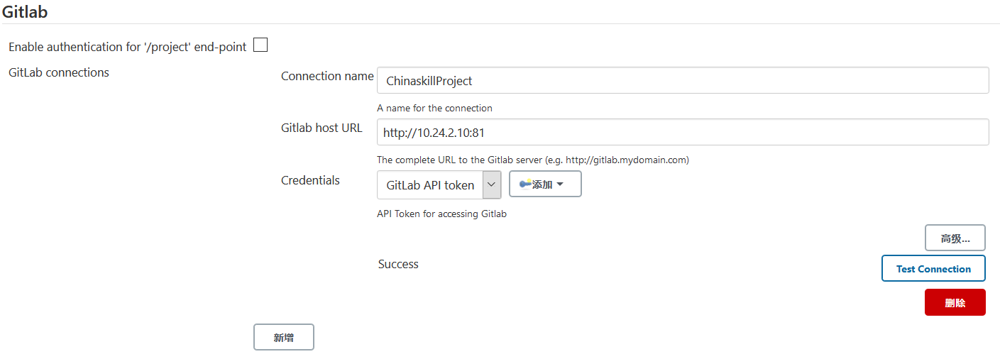 Gitlab
Enable authentication for '/project' end-point
GitLab connections
Connection name
ChinaskillProject
A name for the connection
Gitlab host URL
http://10.24.2.10:81
The complete URL to the Gitlab server (e.g. http://gitlab.mydomain.com)
Credentials
GitLab API token
添加
API Token for accessing Gitlab
高级...
Success
Test Connection
删除
新增